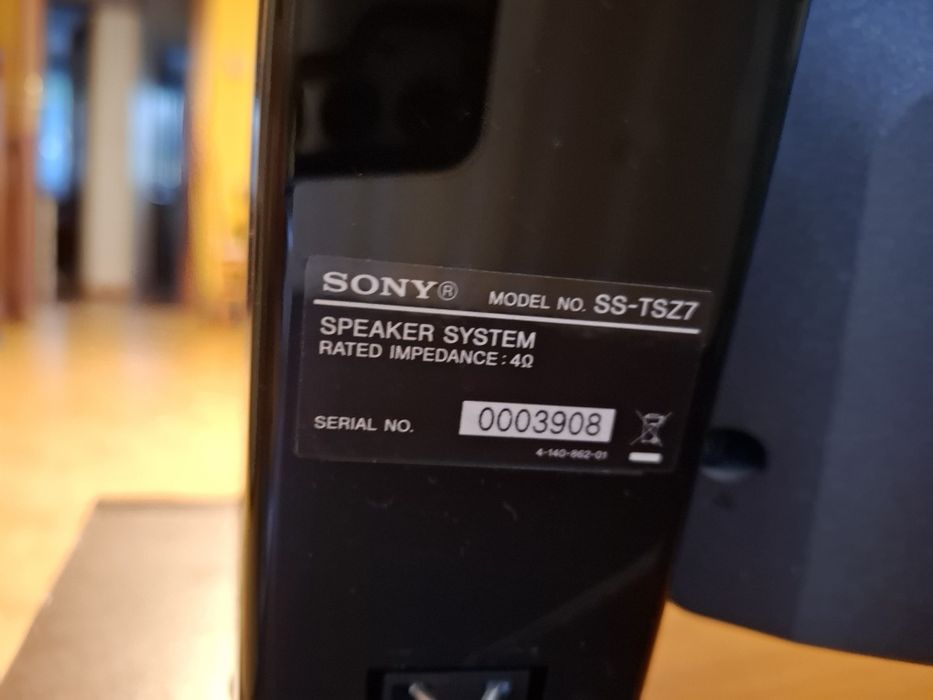 SONY® MODEL NO. SS-TSZ7
SPEAKER SYSTEM
RATED IMPEDANCE : 4Ω
SERIAL NO. 0003908
4-140-862-01